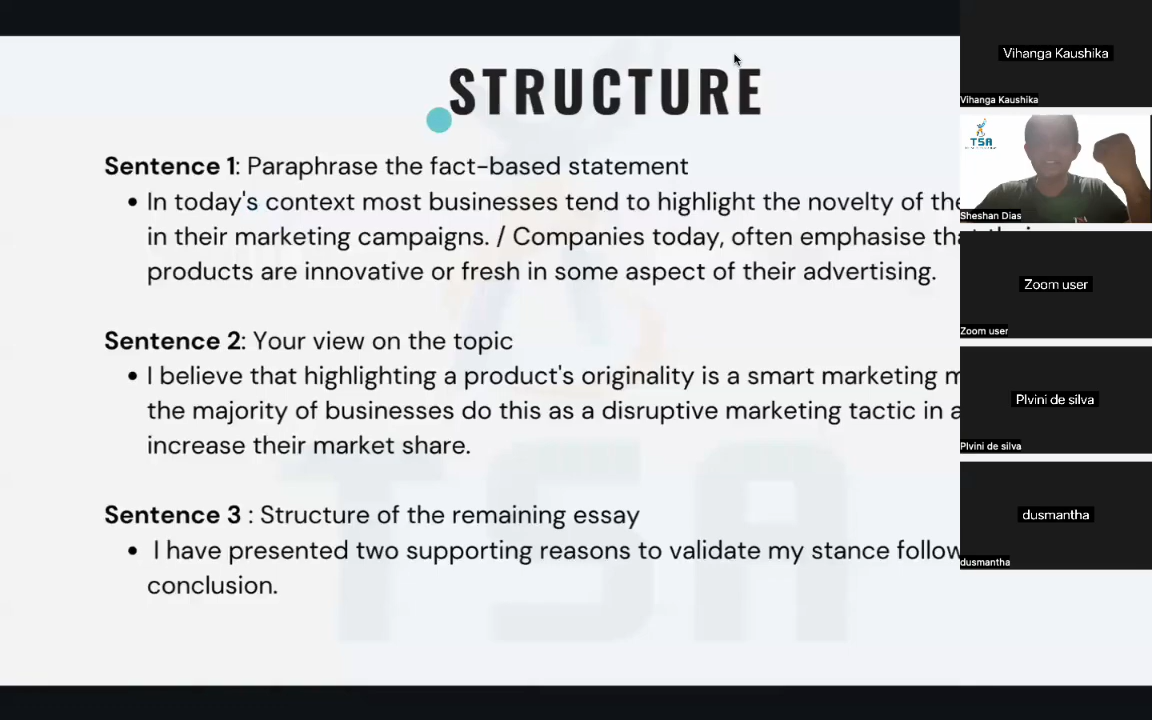 STRUCTURE
Sentence 1: Paraphrase the fact-based statement
• In today's context most businesses tend to highlight the novelty of the
in their marketing campaigns. / Companies today, often emphasise that their
products are innovative or fresh in some aspect of their advertising.
Sentence 2: Your view on the topic
• I believe that highlighting a product's originality is a smart marketing
the majority of businesses do this as a disruptive marketing tactic in
increase their market share.
Sentence 3 : Structure of the remaining essay
• I have presented two supporting reasons to validate my stance
conclusion.
TSA
Vihanga Kaushika
Vihanga Kaushika
TSA
Sheshan Dias
Zoom user
Zoom user
Plvini de silva
Plvini de silva
dusmantha
dusmantha